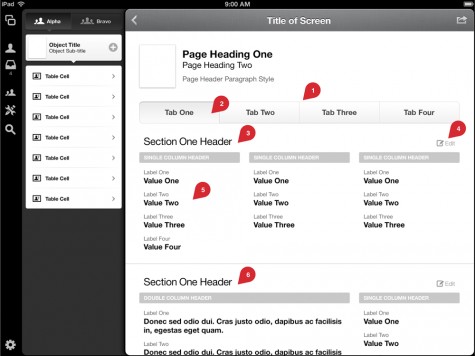 iPad
9:00 AM
Alpha
Bravo
Object Title
Object Sub-title
Table Cell
Table Cell
Table Cell
Table Cell
Table Cell
Table Cell
Table Cell
4
Title of Screen
Page Heading One
Page Heading Two
Page Header Paragraph Style
1
Tab One
2
Tab Two
Tab Three
Tab Four
Section One Header
3
4
Edit
SINGLE COLUMN HEADER
Label One
Value One
Label Two
Value Two
5
Label Three
Value Three
Label Four
Value Four
SINGLE COLUMN HEADER
Label One
Value One
Label Two
Value Two
Label Three
Value Three
SINGLE COLUMN HEADER
Label One
Value One
Label Two
Value Two
Label Three
Value Three
Section One Header
6
Edit
DOUBLE COLUMN HEADER
Label One
Donec sed odio dui. Cras justo odio, dapibus ac facilisis
in, egestas eget quam.
Label Two
Donec sed odio dui. Cras justo odio, dapibus ac facilisis
SINGLE COLUMN HEADER
Label One
Value One
Label Two
Value Two